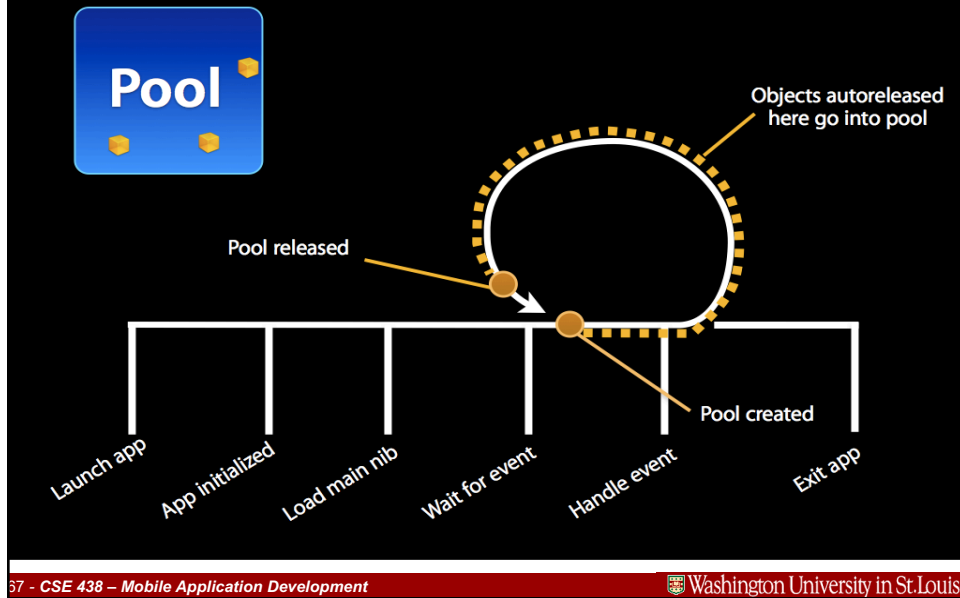 Pool
Objects autoreleased
here go into pool
Pool released
Pool created
Launch app
App initialized
Load main nib
Wait for event
Handle event
Exit app
67 - CSE 438 – Mobile Application Development
Washington University in St.Louis